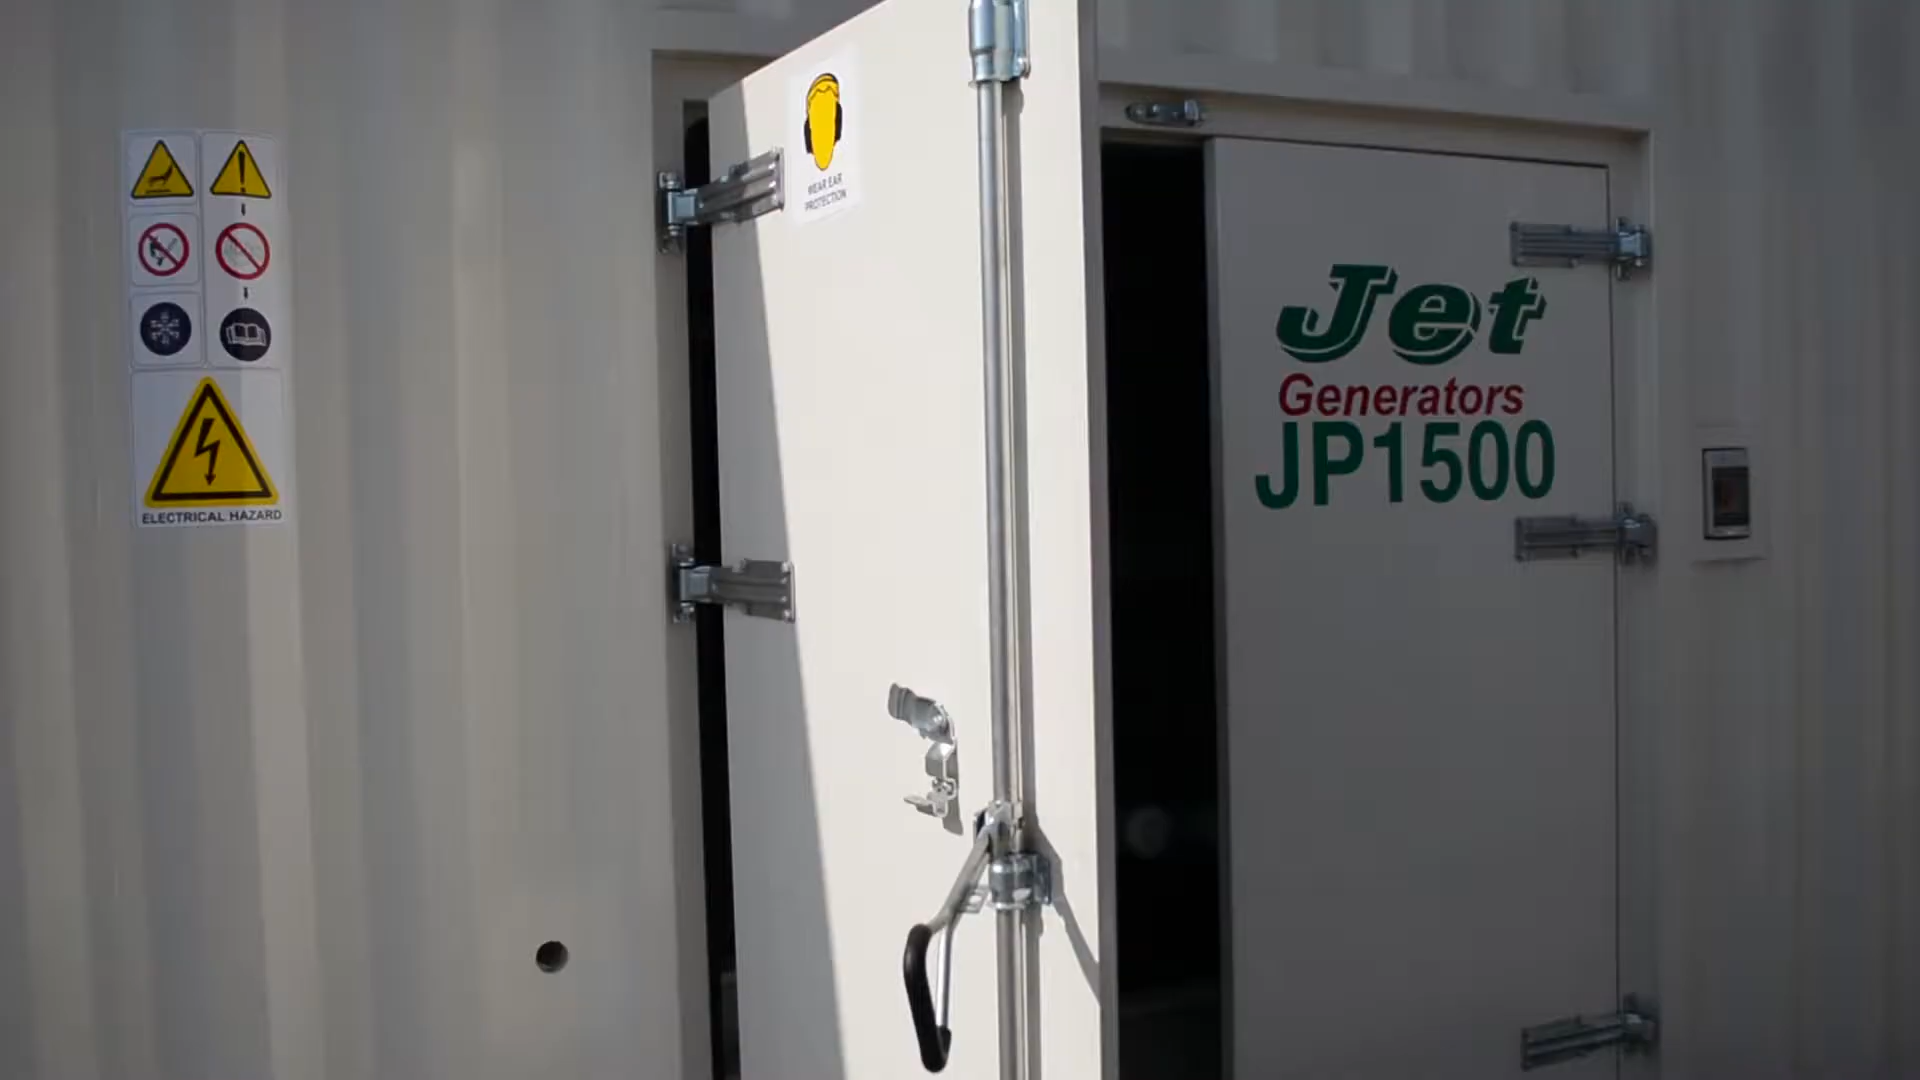 ELECTRICAL HAZARD
WEAR EAR
PROTECTION
Jet
Generators
JP1500